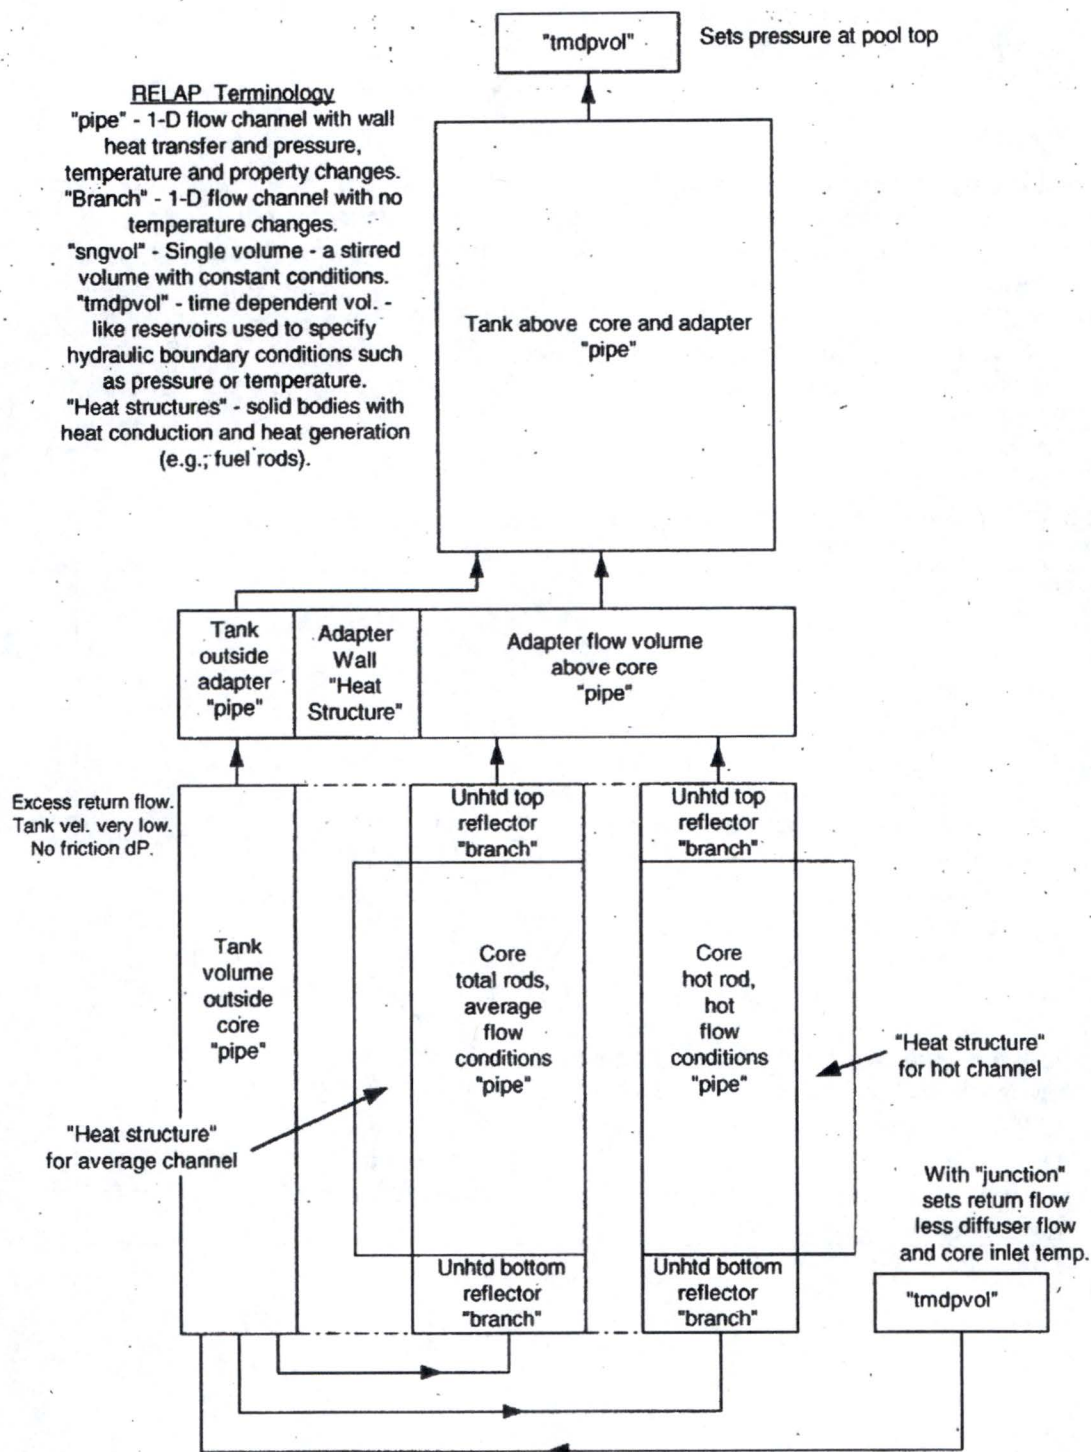 "tmdpvol"
Sets pressure at pool top
RELAP Terminology
"pipe" - 1-D flow channel with wall
heat transfer and pressure,
temperature and property changes.
"Branch" - 1-D flow channel with no
temperature changes.
"sngvol" - Single volume - a stirred
volume with constant conditions.
"tmdpvol" - time dependent vol. -
like reservoirs used to specify
hydraulic boundary conditions such
as pressure or temperature.
"Heat structures" - solid bodies with
heat conduction and heat generation
(e.g.; fuel rods).
Tank above core and adapter
"pipe"
Tank
outside
adapter
"pipe"
Adapter
Wall
"Heat
Structure"
Adapter flow volume
above core
"pipe"
Excess return flow.
Tank vel. very low.
No friction dP.
Unhtd top
reflector
"branch"
Unhtd top
reflector
"branch"
Tank
volume
outside
core
"pipe"
Core
total rods,
average
flow
conditions
"pipe"
Core
hot rod,
hot
flow
conditions
"pipe"
"Heat structure"
for hot channel
"Heat structure"
for average channel
With "junction"
sets return flow
less diffuser flow
and core inlet temp.
Unhtd bottom
reflector
"branch"
Unhtd bottom
reflector
"branch"
"tmdpvol"